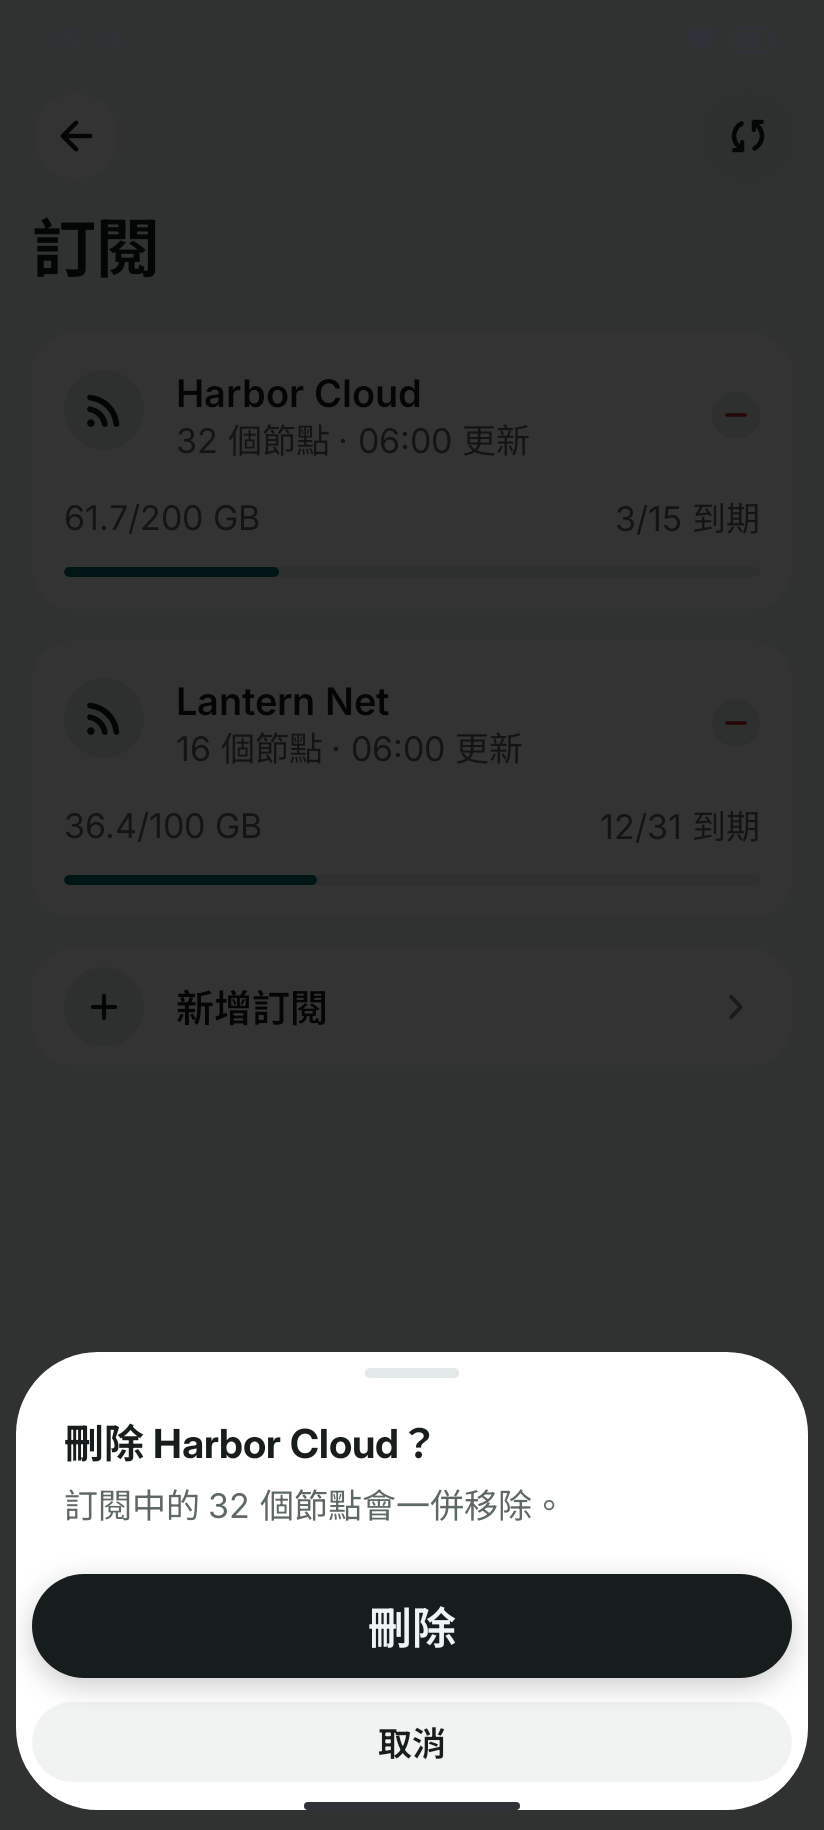 訂閱
Harbor Cloud
32 個節點 · 06:00 更新
61.7/200 GB
3/15 到期
Lantern Net
16 個節點 · 06:00 更新
36.4/100 GB
12/31 到期
新增訂閱
刪除 Harbor Cloud？
訂閱中的 32 個節點會一併移除。
刪除
取消